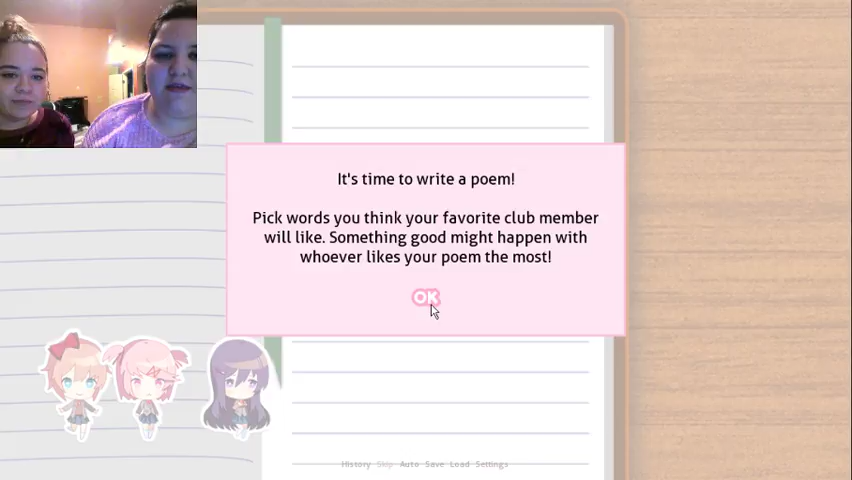 It's time to write a poem!
Pick words you think your favorite club member
will like. Something good might happen with
whoever likes your poem the most!
OK
History Skip Auto Save Load Settings